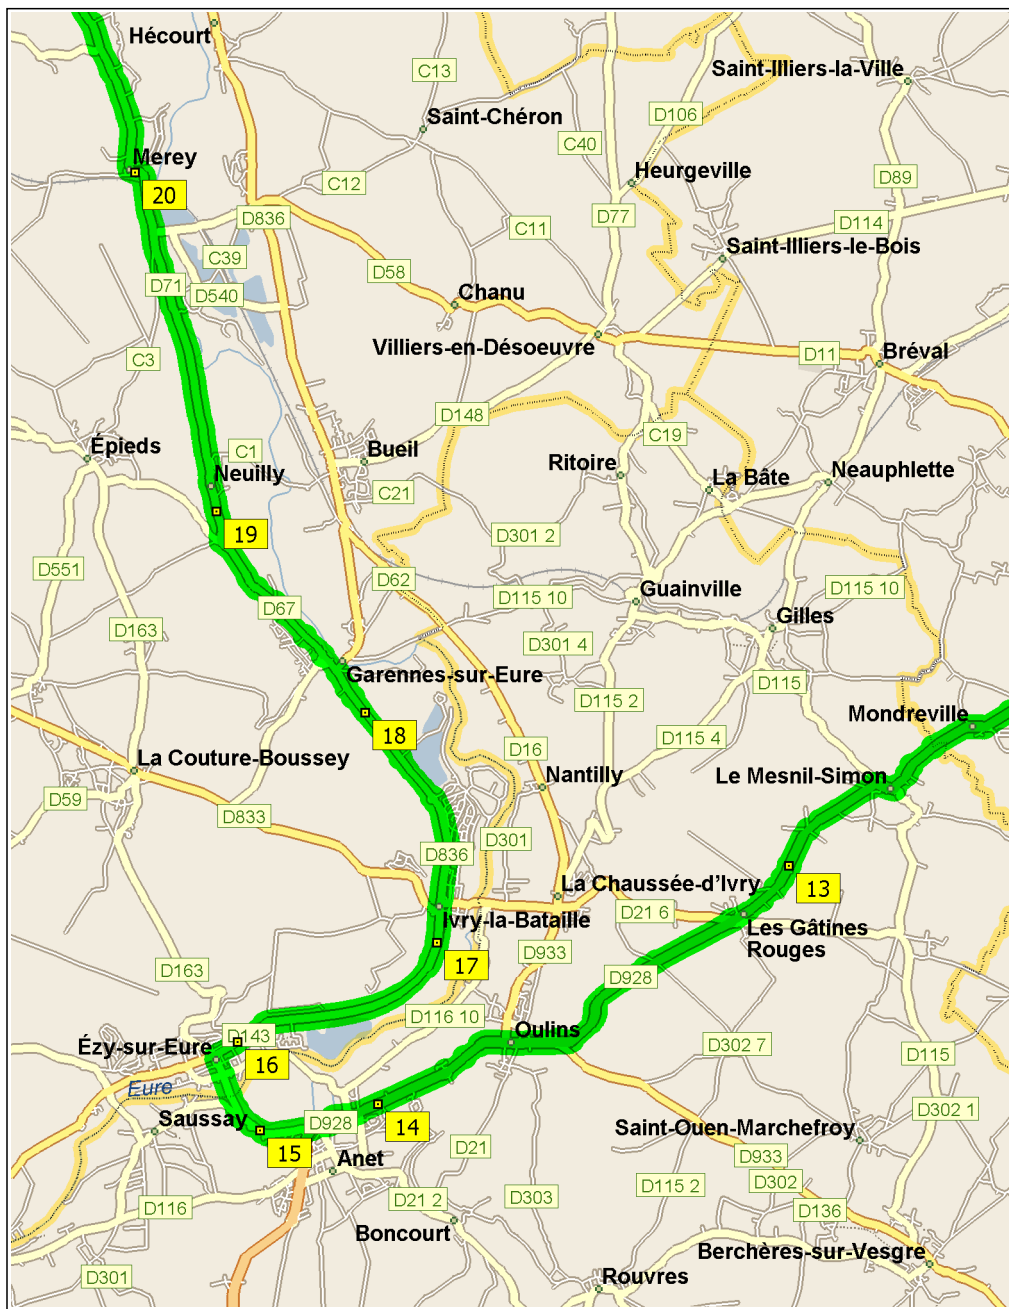 Hécourt
C13
Saint-Illiers-la-Ville
Saint-Chéron
D106
C40
Merey
Heurgeville
D89
20
C12
D836
D77
C11
D114
Saint-Illiers-le-Bois
C39
D58
D71
D540
Chanu
Villiers-en-Désoeuvre
D11
Bréval
C3
D148
C19
Épieds
C1
Bueil
Neuilly
Ritoire
La Bâte
Neauphlette
C21
19
D301 2
D551
D62
D115 10
Guainville
D115 10
D67
D163
D301 4
Gilles
Garennes-sur-Eure
D115 2
D115
Mondreville
18
D115 4
La Couture-Boussey
D16
Nantilly
Le Mesnil-Simon
D59
D833
D301
D836
13
La Chaussée-d'Ivry
D21 6
Ivry-la-Bataille
Les Gâtines
Rouges
17
D163
D933
D928
D116 10
D143
Oulins
Ézy-sur-Eure
D302 7
D115
16
Eure
Saussay
D928
14
D302 1
Saint-Ouen-Marchefroy
15
D21
Anet
D933
D115 2
D302
D116
D21 2
D303
D136
Boncourt
Berchères-sur-Vesgre
D301
Rouvres